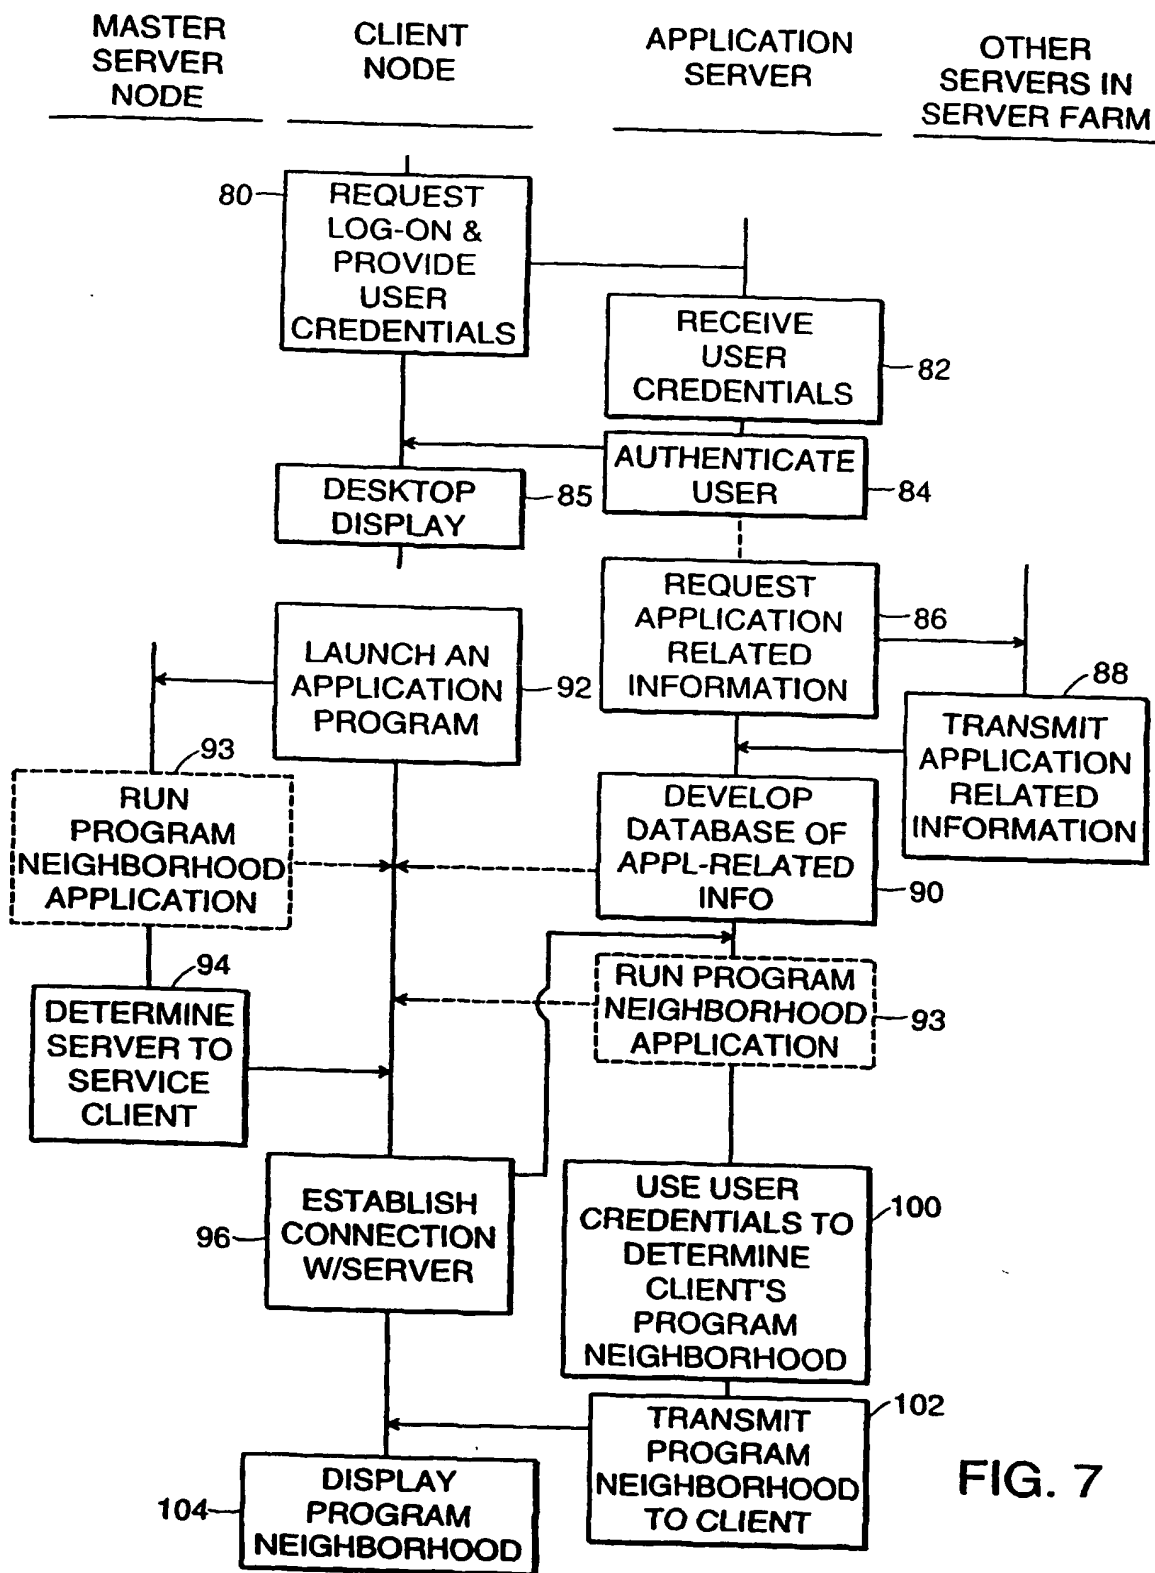 MASTER
SERVER
NODE
CLIENT
NODE
APPLICATION
SERVER
OTHER
SERVERS IN
SERVER FARM
80
REQUEST
LOG-ON &
PROVIDE
USER
CREDENTIALS
RECEIVE
USER
CREDENTIALS
82
AUTHENTICATE
USER
84
DESKTOP
DISPLAY
85
REQUEST
APPLICATION
RELATED
INFORMATION
86
LAUNCH AN
APPLICATION
PROGRAM
92
88
TRANSMIT
APPLICATION
RELATED
INFORMATION
93
RUN
PROGRAM
NEIGHBORHOOD
APPLICATION
DEVELOP
DATABASE OF
APPL-RELATED
INFO
90
94
DETERMINE
SERVER TO
SERVICE
CLIENT
RUN PROGRAM
NEIGHBORHOOD
APPLICATION
93
96
ESTABLISH
CONNECTION
W/SERVER
USE USER
CREDENTIALS TO
DETERMINE
CLIENT'S
PROGRAM
NEIGHBORHOOD
100
TRANSMIT
PROGRAM
NEIGHBORHOOD
TO CLIENT
102
104
DISPLAY
PROGRAM
NEIGHBORHOOD
FIG. 7